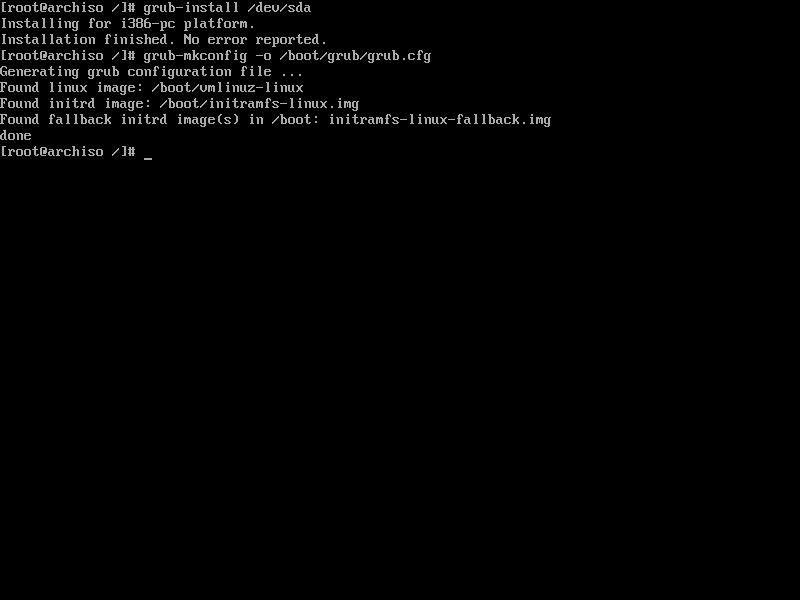 [root@archiso /]# grub-install /dev/sda
Installing for i386-pc platform.
Installation finished. No error reported.
[root@archiso /]# grub-mkconfig -o /boot/grub/grub.cfg
Generating grub configuration file ...
Found linux image: /boot/vmlinuz-linux
Found initrd image: /boot/initramfs-linux.img
Found fallback initrd image(s) in /boot: initramfs-linux-fallback.img
done
[root@archiso /]# _